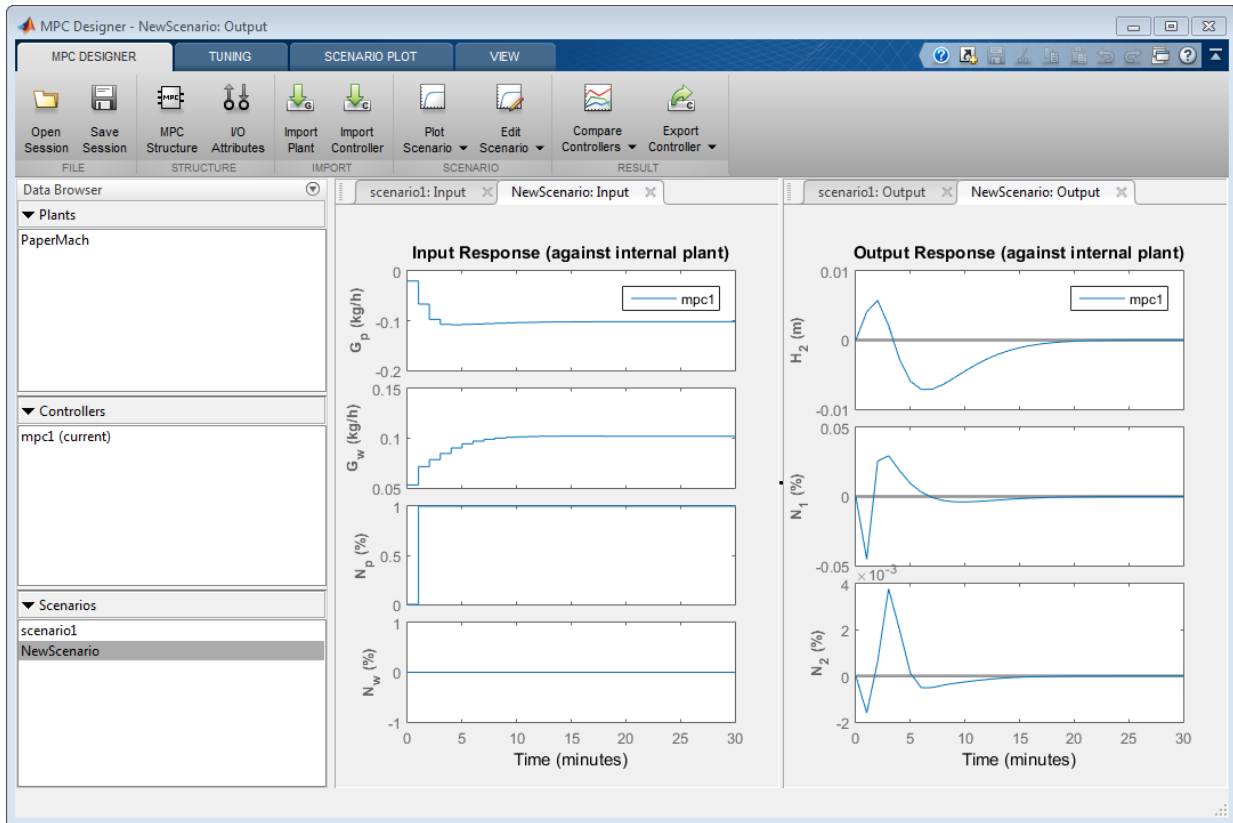 MPC Designer - NewScenario: Output
MPC DESIGNER
TUNING
SCENARIO PLOT
VIEW
Open Session
Save Session
MPC Structure
I/O Attributes
Import Plant
Import Controller
Plot Scenario
Edit Scenario
Compare Controllers
Export Controller
FILE
STRUCTURE
IMPORT
SCENARIO
RESULT
Data Browser
Plants
PaperMach
Controllers
mpc1 (current)
Scenarios
scenario1
NewScenario
scenario1: Input
NewScenario: Input
Input Response (against internal plant)
mpc1
G_p (kg/h)
0
-0.1
-0.2
G_w (kg/h)
0.15
0.1
0.05
N_p (%)
1
0.5
0
N_w (%)
1
0
-1
0 5 10 15 20 25 30
Time (minutes)
scenario1: Output
NewScenario: Output
Output Response (against internal plant)
mpc1
H_2 (m)
0.01
0
-0.01
N_1 (%)
0.05
0
-0.05
× 10^-3
N_2 (%)
4
2
0
-2
0 5 10 15 20 25 30
Time (minutes)